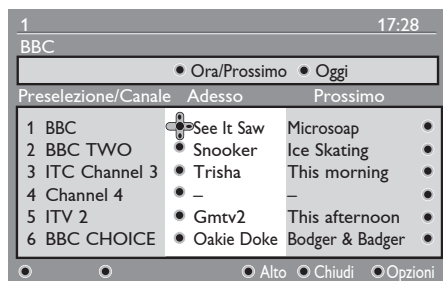 1 17:28
BBC
Ora/Prossimo Oggi
Preselezione/Canale Adesso Prossimo
1 BBC See It Saw Microsoap
2 BBC TWO Snooker Ice Skating
3 ITC Channel 3 Trisha This morning
4 Channel 4 – –
5 ITV 2 Gmtv2 This afternoon
6 BBC CHOICE Oakie Doke Bodger & Badger
Alto Chiudi Opzioni